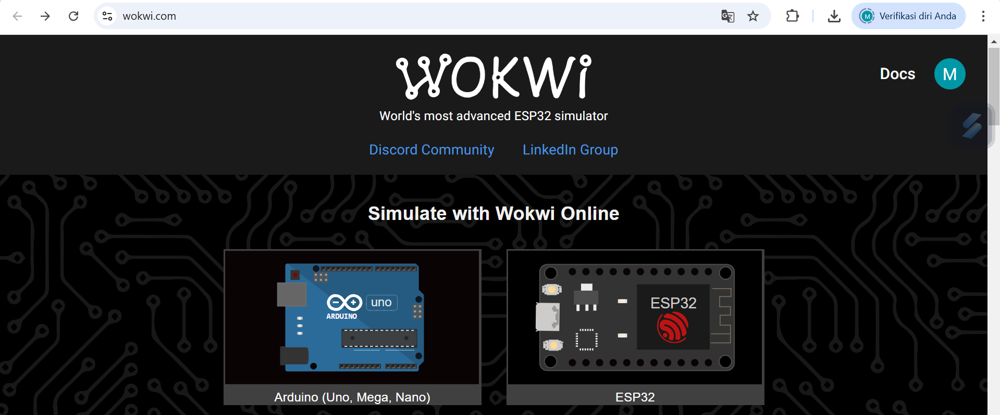 wokwi.com
M Verifikasi diri Anda
WOKWi
Docs
M
World's most advanced ESP32 simulator
Discord Community
LinkedIn Group
Simulate with Wokwi Online
uno
ARDUINO
ESP32
Arduino (Uno, Mega, Nano)
ESP32